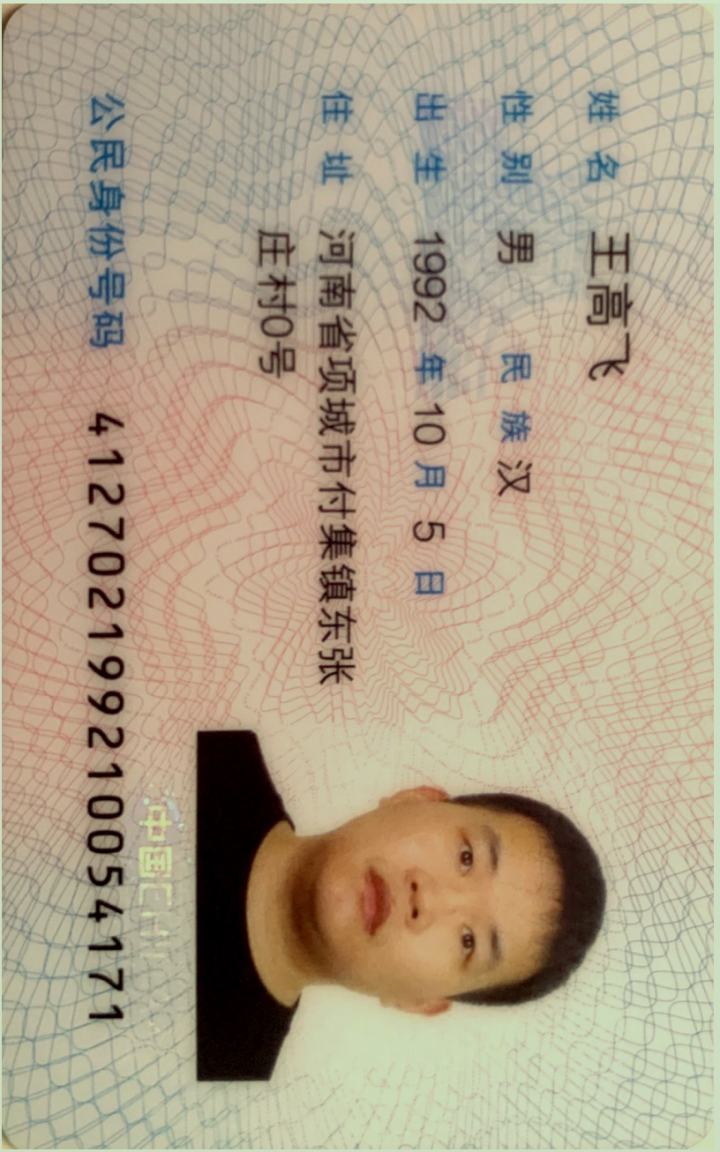 姓名 王高飞
性别 男 民族 汉
出生 1992 年 10 月 5 日
住址 河南省项城市付集镇东张
庄村0号
中国
公民身份号码 412702199210054171